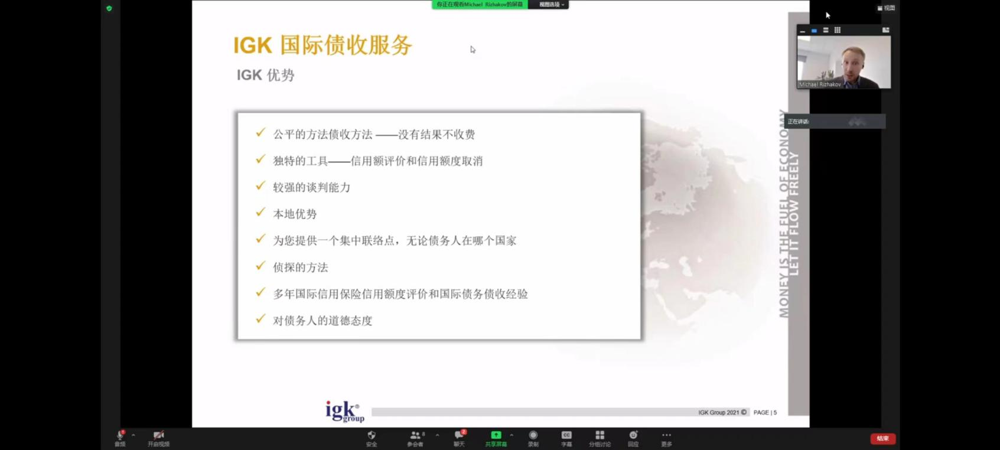 你正在观看Michael Rizhakov的屏幕
视图选项
视图
IGK 国际债收服务
IGK 优势
Michael Rizhakov
正在讲话:
公平的方法债收方法 ——没有结果不收费
独特的工具——信用额评价和信用额度取消
较强的谈判能力
本地优势
为您提供一个集中联络点，无论债务人在哪个国家
侦探的方法
多年国际信用保险信用额度评价和国际债务债收经验
对债务人的道德态度
MONEY IS THE FUEL OF ECONOMY
LET IT FLOW FREELY
igk®
group
IGK Group 2021 © PAGE | 5
音频
开启视频
安全
参会者 8
聊天 2
共享屏幕
录制
CC
字幕
分组讨论
回应
更多
结束